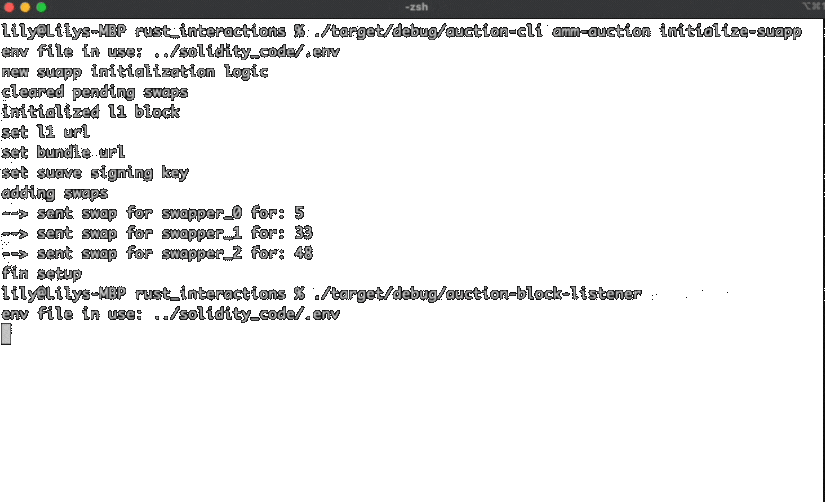 -zsh
lily@Lilys-MBP rust_interactions % ./target/debug/auction-cli amm-auction initialize-suapp
env file in use: ../solidity_code/.env
new suapp initialization logic
cleared pending swaps
initialized l1 block
set l1 url
set bundle url
set suave signing key
adding swaps
--> sent swap for swapper_0 for: 5
--> sent swap for swapper_1 for: 33
--> sent swap for swapper_2 for: 48
fin setup
lily@Lilys-MBP rust_interactions % ./target/debug/auction-block-listener
env file in use: ../solidity_code/.env